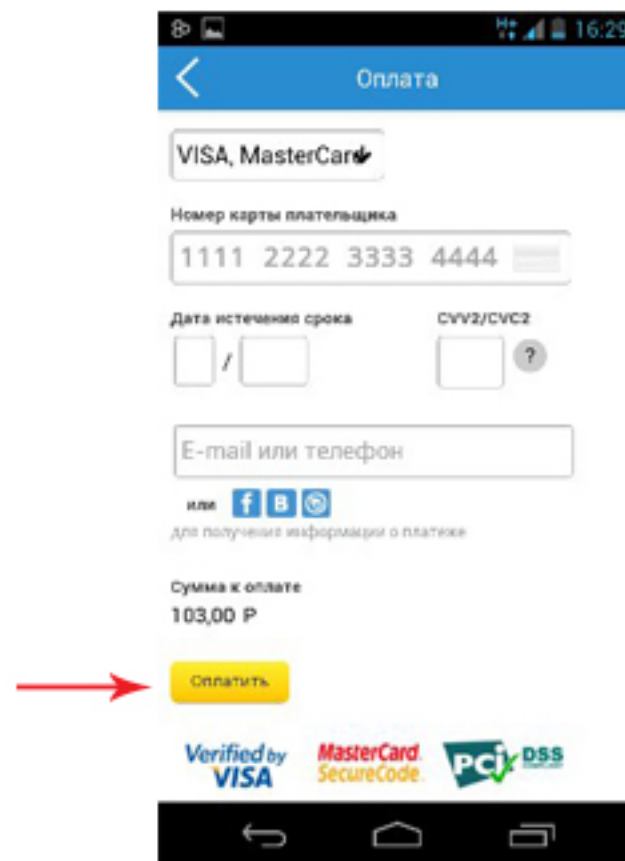 16:29
Оплата
VISA, MasterCard
Номер карты плательщика
1111 2222 3333 4444
Дата истечения срока CVV2/CVC2
/ ?
E-mail или телефон
или f B
для получения информации о платеже
Сумма к оплате
103,00 Р
Оплатить
Verified by VISA MasterCard. SecureCode. PCI DSS